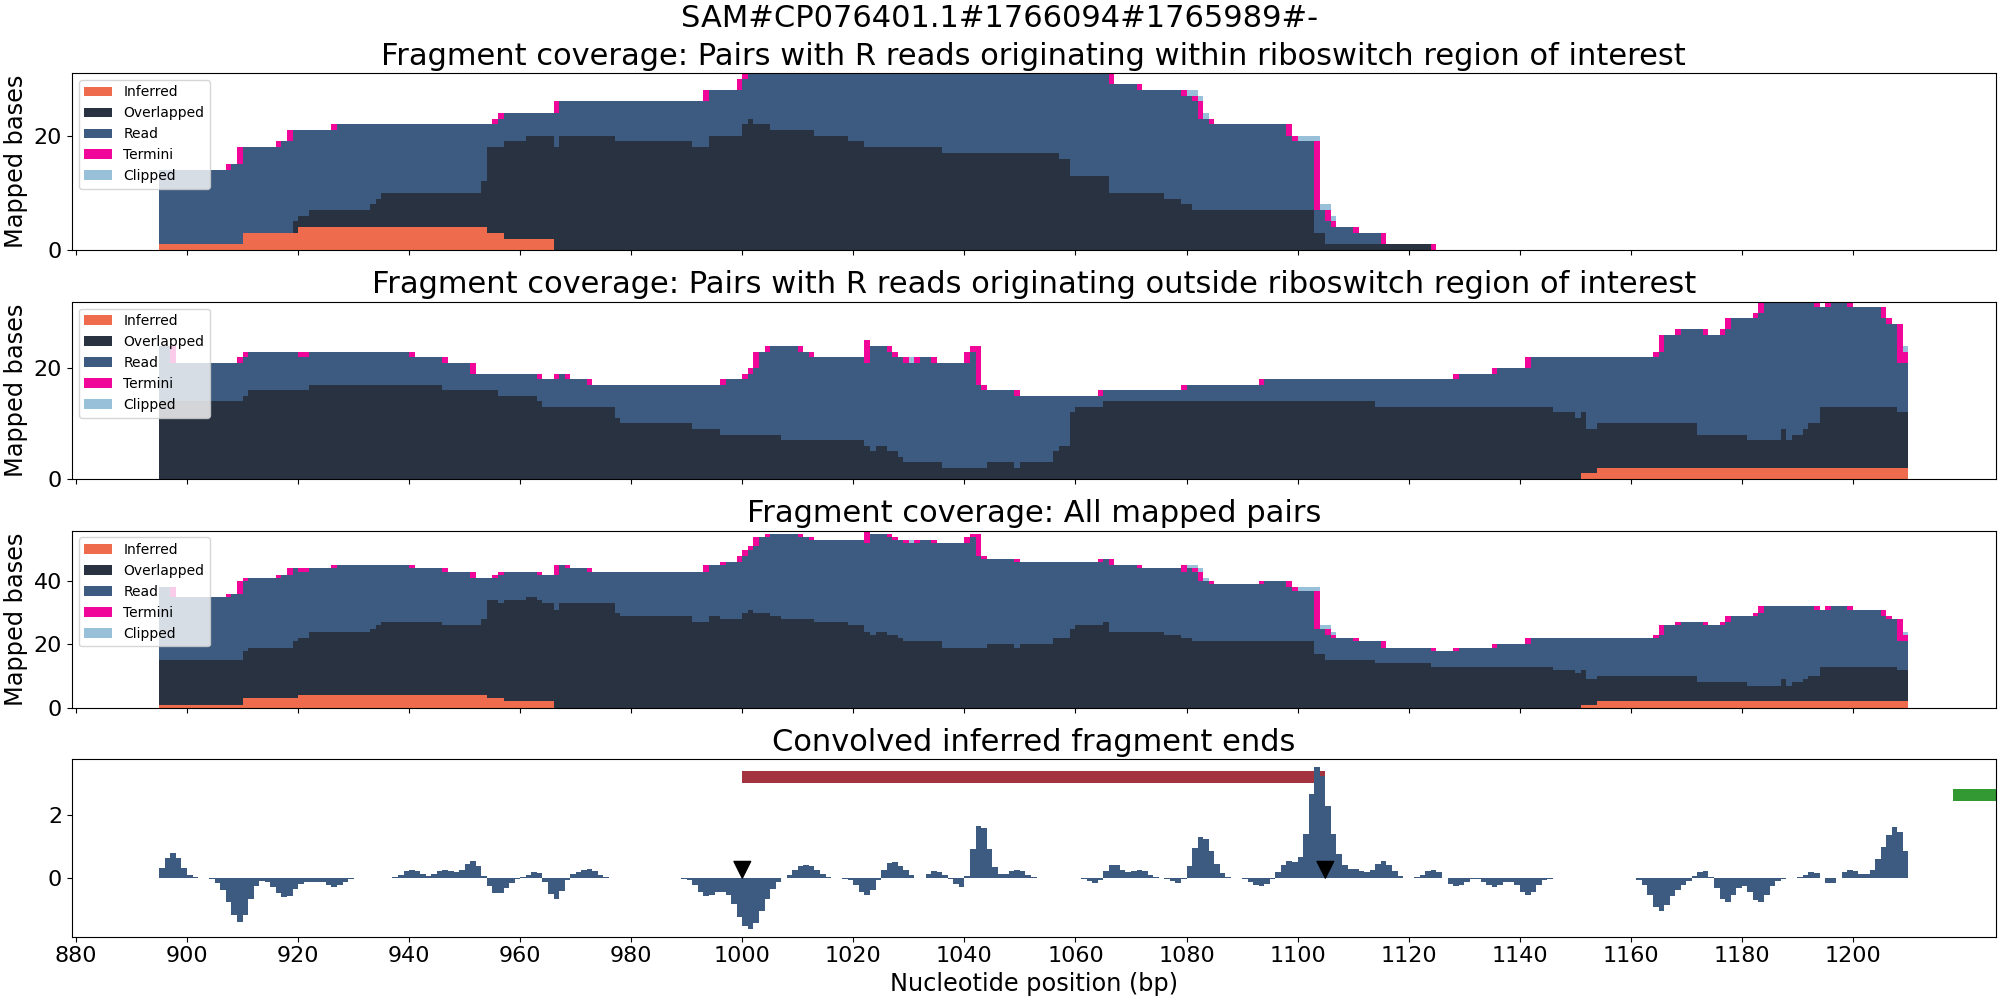 SAM#CP076401.1#1766094#1765989#-
Fragment coverage: Pairs with R reads originating within riboswitch region of interest
Mapped bases
20
0
Inferred
Overlapped
Read
Termini
Clipped
Fragment coverage: Pairs with R reads originating outside riboswitch region of interest
Mapped bases
20
0
Inferred
Overlapped
Read
Termini
Clipped
Fragment coverage: All mapped pairs
Mapped bases
40
20
0
Inferred
Overlapped
Read
Termini
Clipped
Convolved inferred fragment ends
2
0
880 900 920 940 960 980 1000 1020 1040 1060 1080 1100 1120 1140 1160 1180 1200
Nucleotide position (bp)